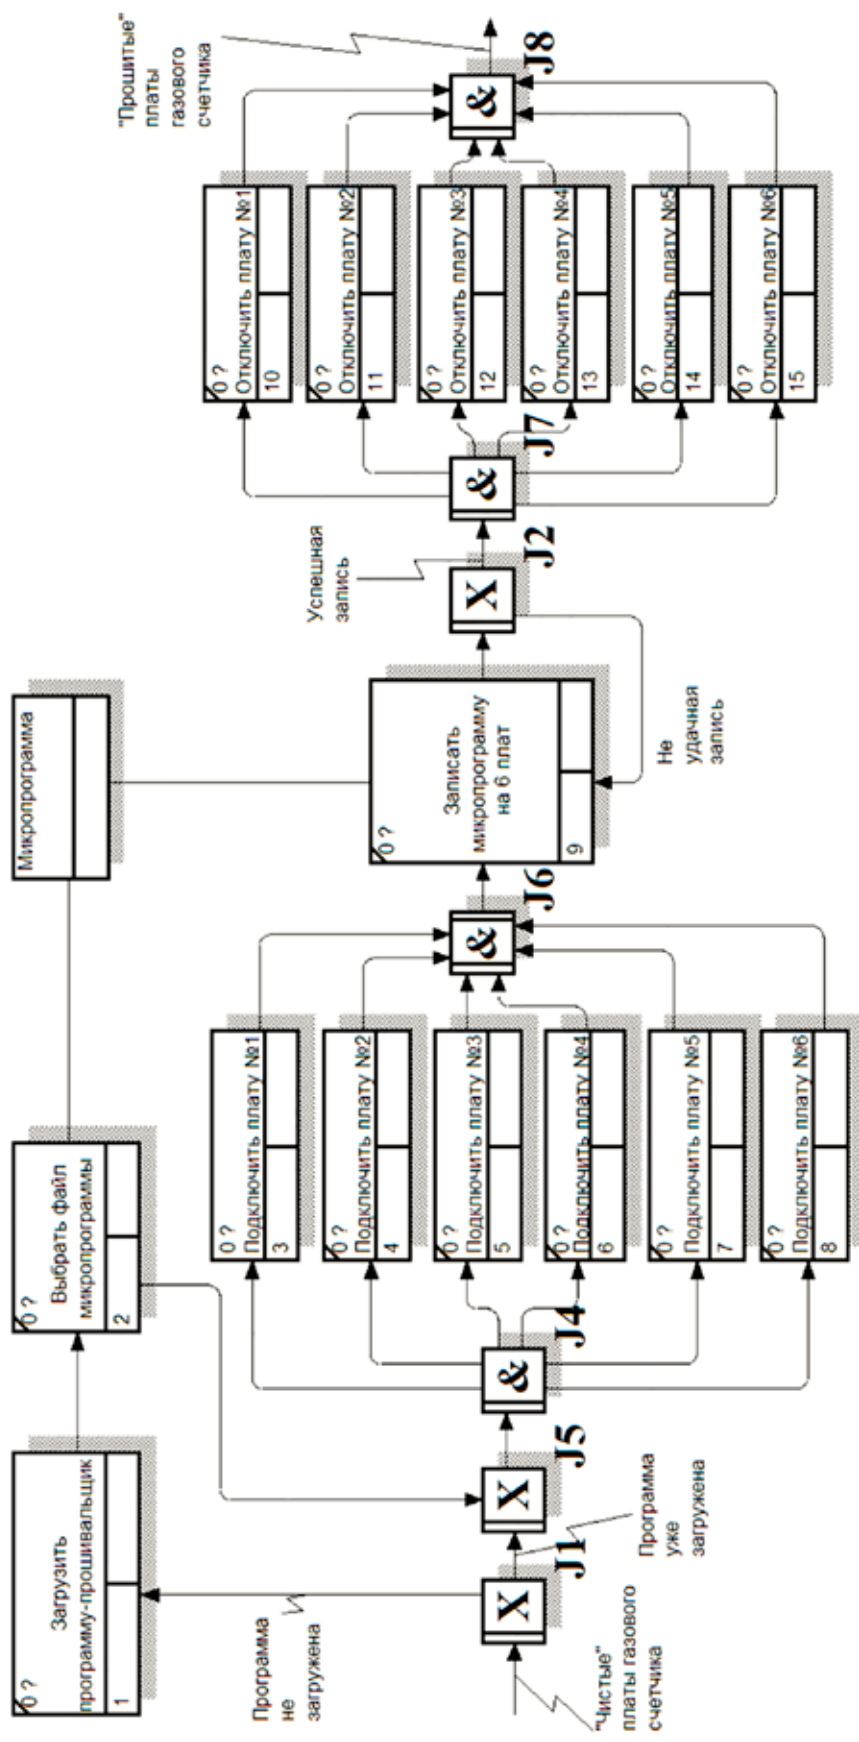 0 ?
Загрузить
программу-прошивальщик
1
0 ?
Выбрать файл
микропрограммы
2
Микропрограмма
Программа
не
загружена
"Чистые"
платы газового
счетчика
X
J1
Программа
уже
загружена
X
J5
&
J4
0 ?
Подключить плату №1
3
0 ?
Подключить плату №2
4
0 ?
Подключить плату №3
5
0 ?
Подключить плату №4
6
0 ?
Подключить плату №5
7
0 ?
Подключить плату №6
8
&
J6
0 ?
Записать
микропрограмму
на 6 плат
9
Не
удачная
запись
X
J2
Успешная
запись
&
J7
0 ?
Отключить плату №1
10
0 ?
Отключить плату №2
11
0 ?
Отключить плату №3
12
0 ?
Отключить плату №4
13
0 ?
Отключить плату №5
14
0 ?
Отключить плату №6
15
&
J8
"Прошитые"
платы
газового
счетчика